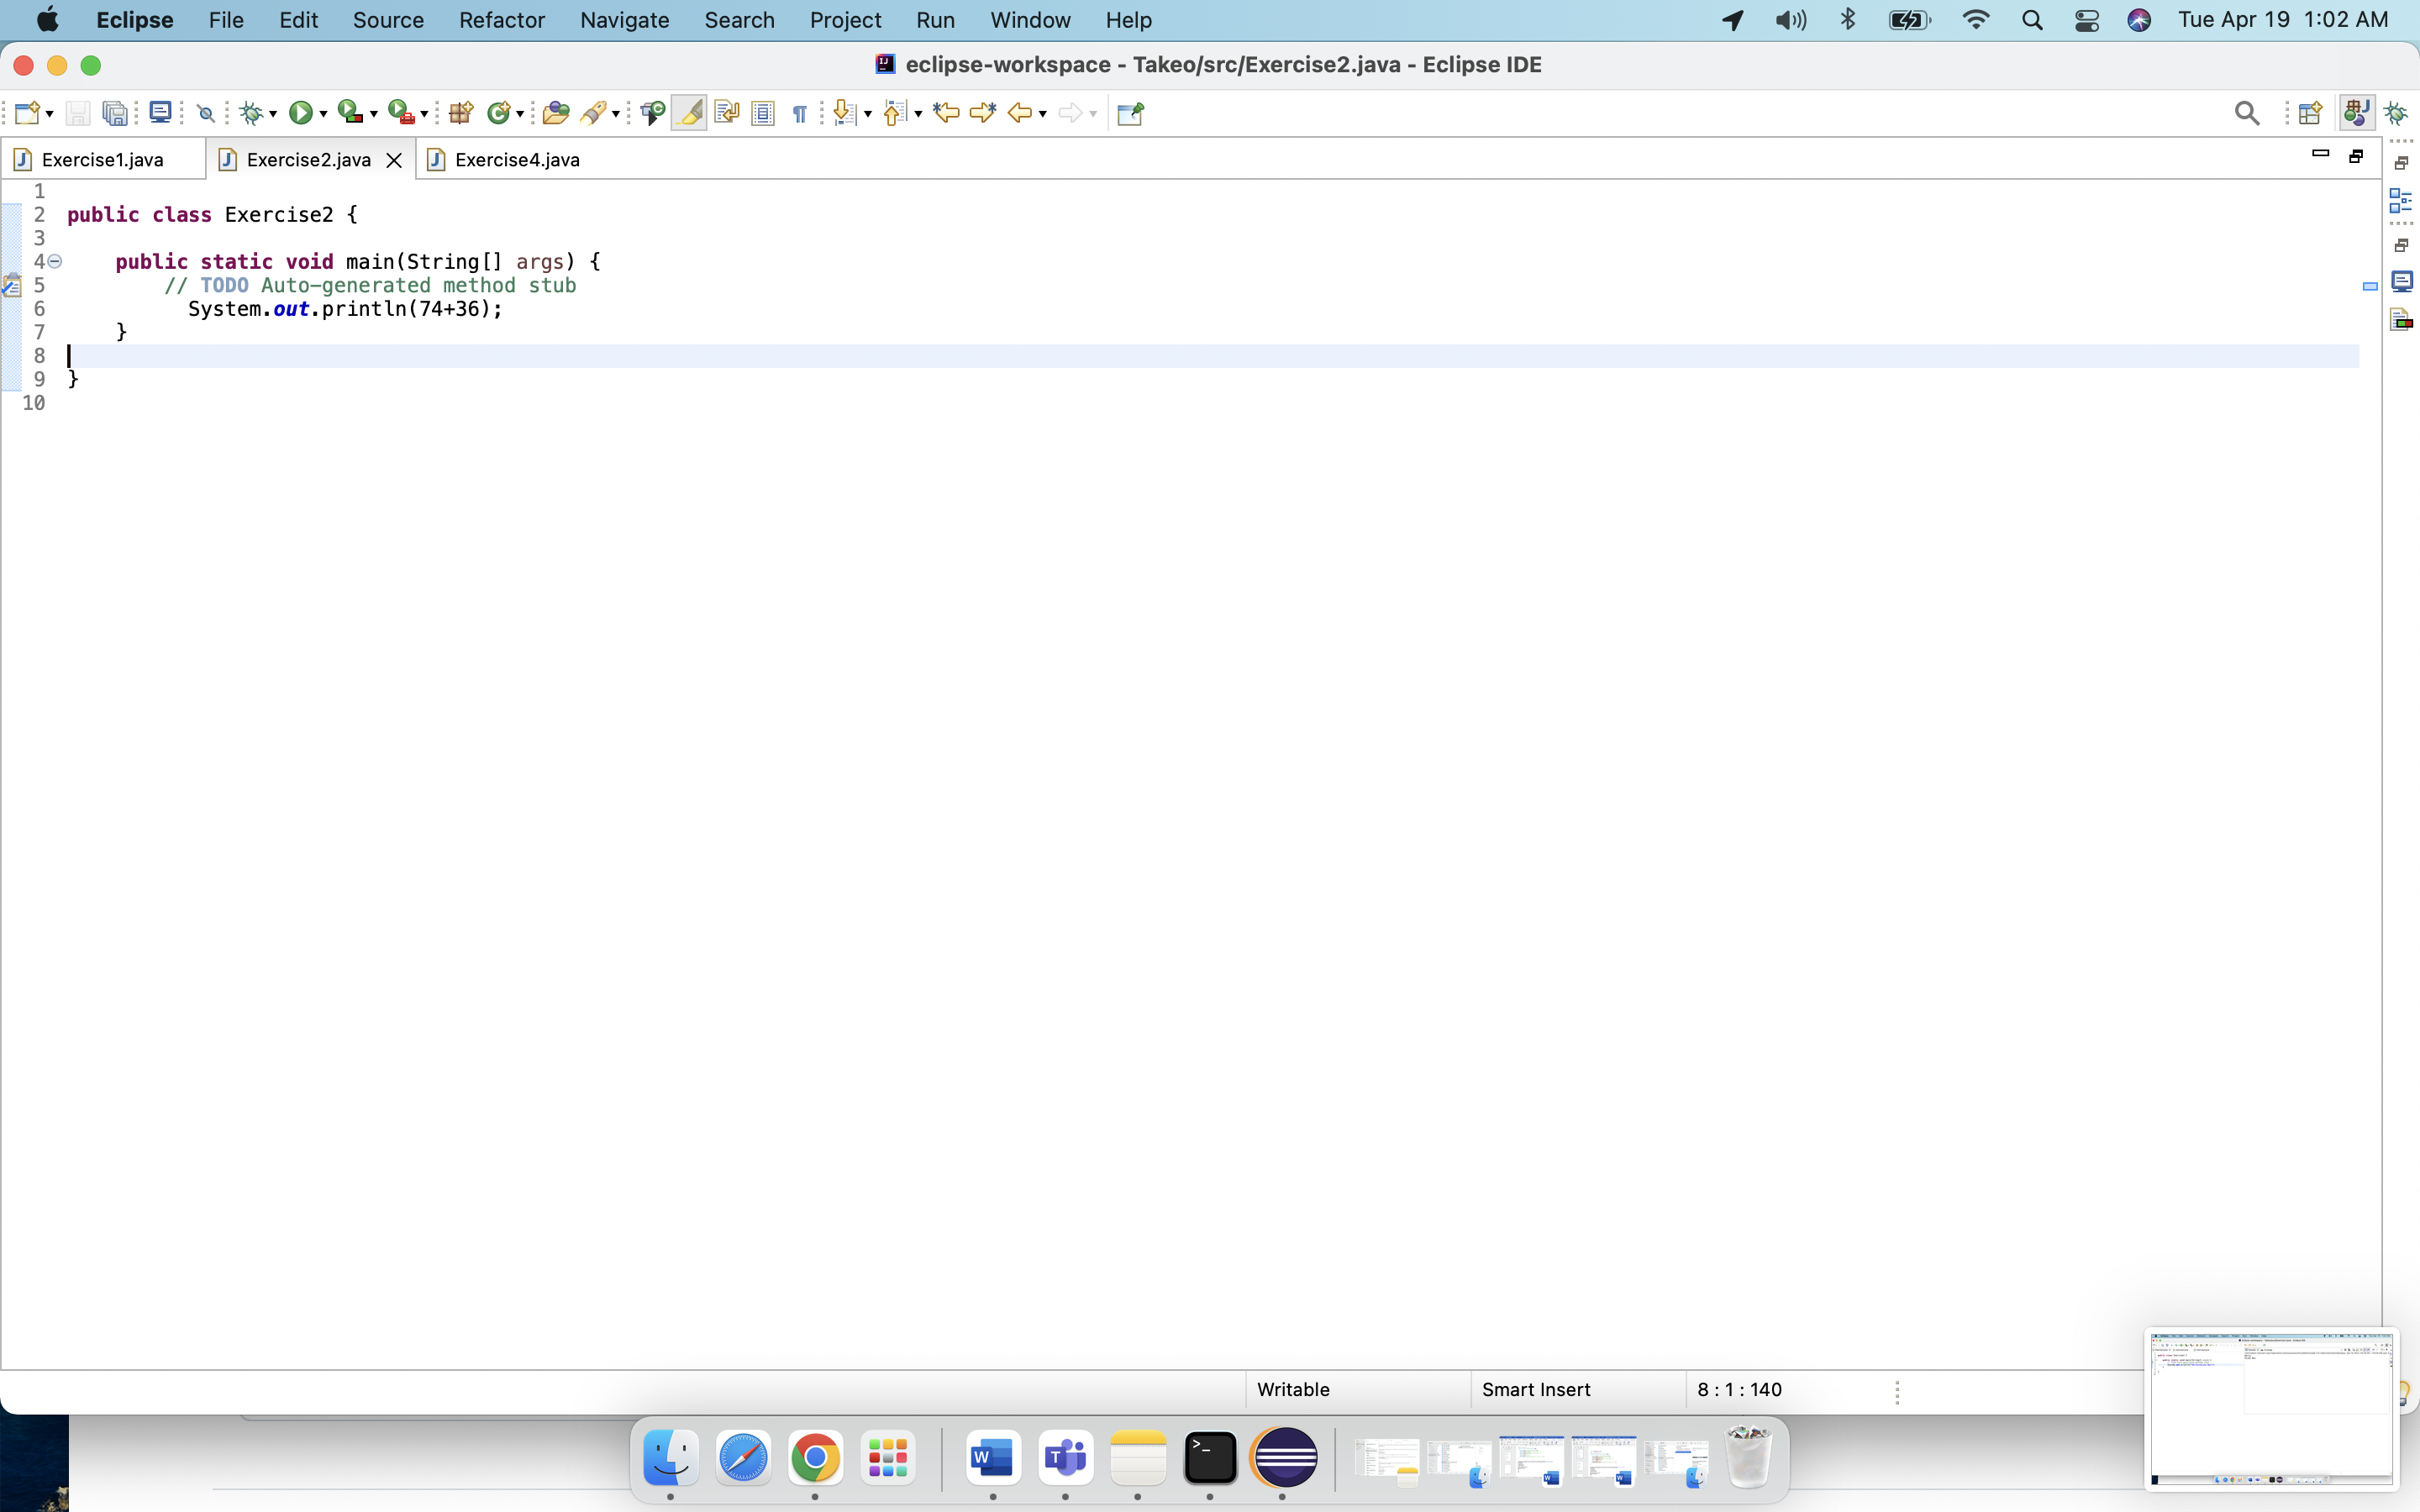 Eclipse File Edit Source Refactor Navigate Search Project Run Window Help Tue Apr 19 1:02 AM
eclipse-workspace - Takeo/src/Exercise2.java - Eclipse IDE
Exercise1.java Exercise2.java Exercise4.java
1
2 public class Exercise2 {
3
4 public static void main(String[] args) {
5 // TODO Auto-generated method stub
6 System.out.println(74+36);
7 }
8
9 }
10
Writable Smart Insert 8 : 1 : 140